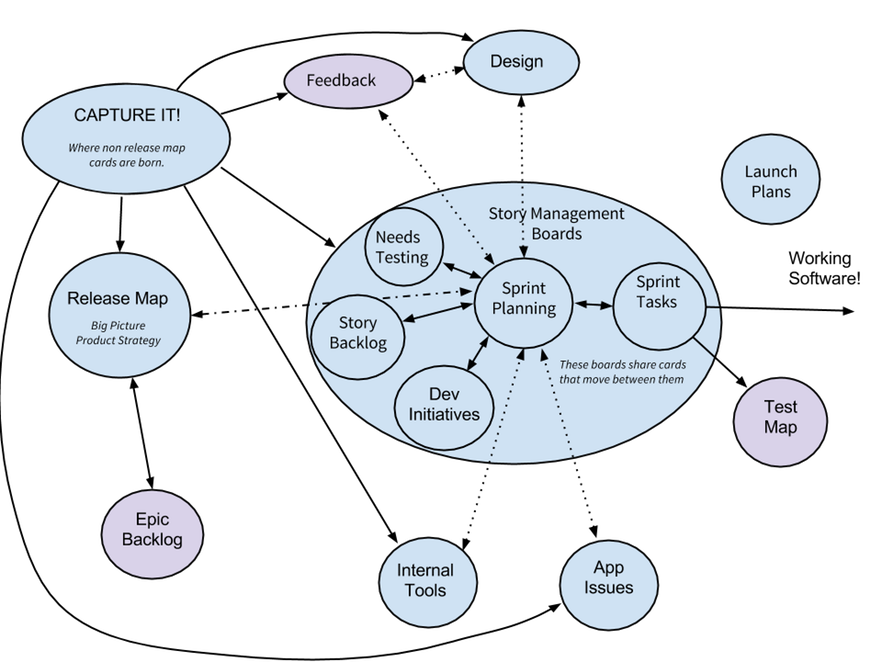 Design
Feedback
CAPTURE IT!
Where non release map
cards are born.
Launch
Plans
Story Management
Boards
Needs
Testing
Working
Software!
Sprint
Planning
Sprint
Tasks
Release Map
Big Picture
Product Strategy
Story
Backlog
These boards share cards
that move between them
Dev
Initiatives
Test
Map
Epic
Backlog
Internal
Tools
App
Issues